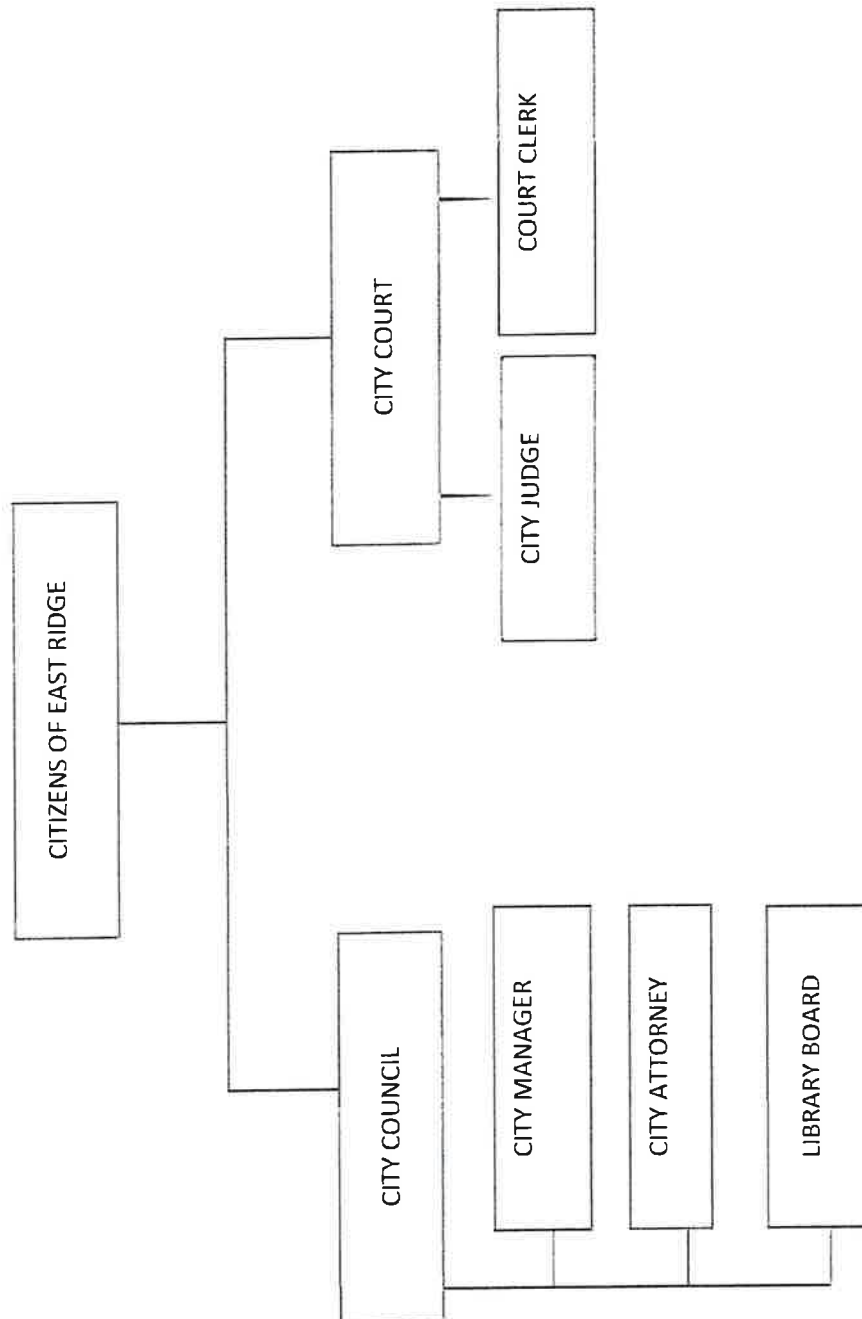 CITIZENS OF EAST RIDGE
CITY COUNCIL
CITY COURT
CITY MANAGER
CITY ATTORNEY
LIBRARY BOARD
CITY JUDGE
COURT CLERK